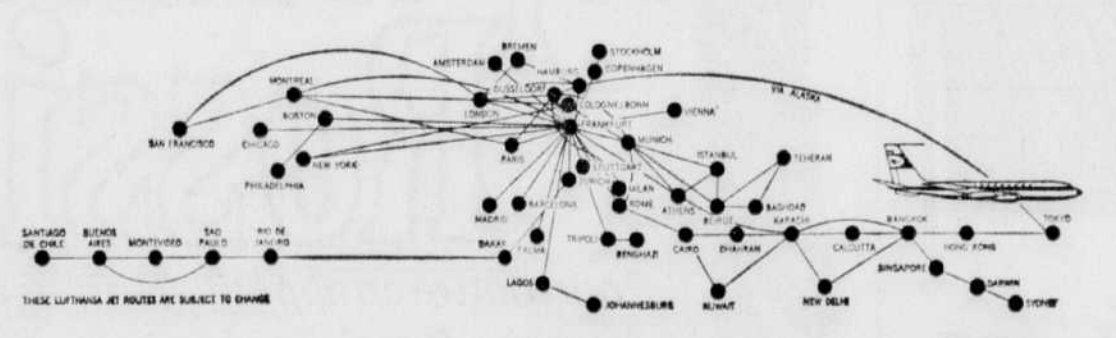 BREMEN
STOCKHOLM
AMSTERDAM
HAMBURG
COPENHAGEN
MONTREAL
DUSSELDORF
COLOGNE/BONN
VIA ALASKA
BOSTON
LONDON
VIENNA
FRANKFURT
SAN FRANCISCO
CHICAGO
MUNICH
NEW YORK
PARIS
ISTANBUL
TEHERAN
PHILADELPHIA
STUTTGART
ZURICH
MILAN
MADRID
BARCELONA
ROME
ATHENS
BEIRUT
BAGHDAD
KARACHI
BANGKOK
TOKYO
SANTIAGO
DE CHILE
BUENOS
AIRES
MONTEVIDEO
SAO
PAULO
RIO DE
JANEIRO
DAKAR
PALMA
TRIPOLI
BENGHAZI
CAIRO
DHAHRAN
CALCUTTA
HONG KONG
SINGAPORE
LAGOS
JOHANNESBURG
KUWAIT
NEW DELHI
DARWIN
SYDNEY
THESE LUFTHANSA JET ROUTES ARE SUBJECT TO CHANGE